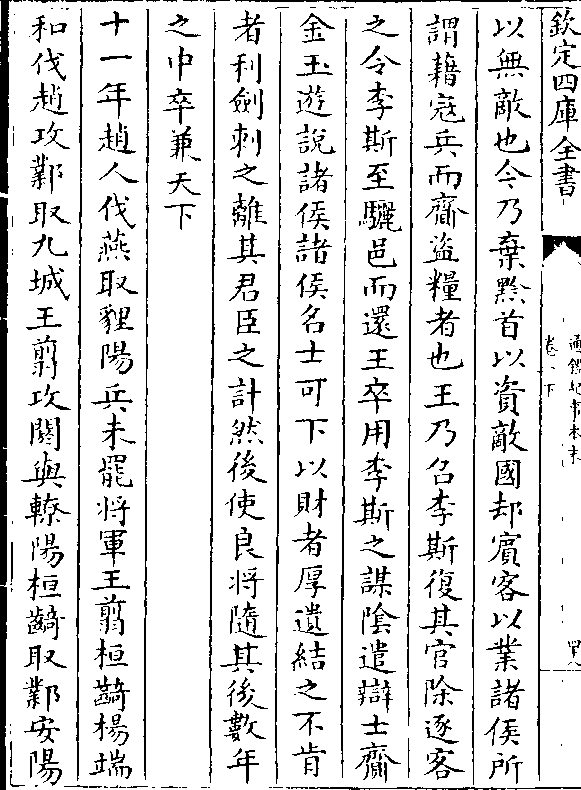 欽定四庫全書
通鑑紀事本末
卷一下
以無敵也今乃棄黔首以資敵國却賓客以業諸侯所
謂藉寇兵而齎盗糧者也王乃召李斯復其官除逐客
之令李斯至驪邑而還王卒用李斯之謀陰遣辯士齎
金玉遊說諸侯諸侯名士可下以財者厚遺結之不肯
者利劍刺之離其君臣之計然後使良將隨其後數年
之中卒兼天下
十一年趙人伐燕取貍陽兵未罷將軍王翦桓齮楊端
和伐趙攻鄴取九城王翦攻閼與轑陽桓齮取鄴安陽